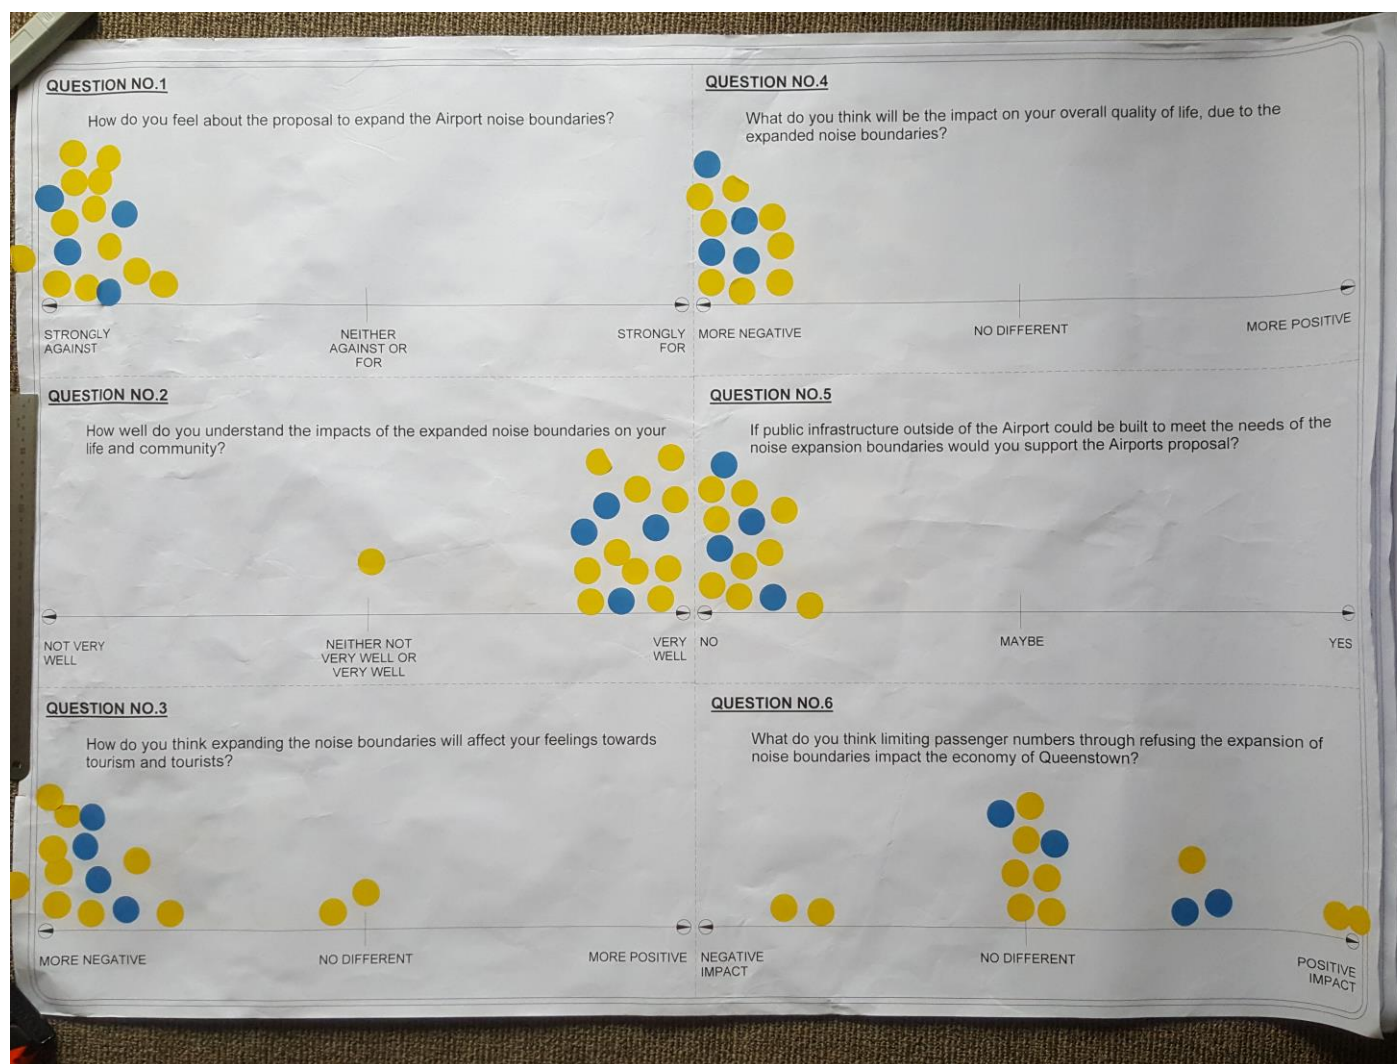 QUESTION NO.1
How do you feel about the proposal to expand the Airport noise boundaries?
STRONGLY
AGAINST
NEITHER
AGAINST OR
FOR
STRONGLY
FOR
QUESTION NO.2
How well do you understand the impacts of the expanded noise boundaries on your
life and community?
NOT VERY
WELL
NEITHER NOT
VERY WELL OR
VERY WELL
VERY
WELL
QUESTION NO.3
How do you think expanding the noise boundaries will affect your feelings towards
tourism and tourists?
MORE NEGATIVE
NO DIFFERENT
MORE POSITIVE
QUESTION NO.4
What do you think will be the impact on your overall quality of life, due to the
expanded noise boundaries?
MORE NEGATIVE
NO DIFFERENT
MORE POSITIVE
QUESTION NO.5
If public infrastructure outside of the Airport could be built to meet the needs of the
noise expansion boundaries would you support the Airports proposal?
NO
MAYBE
YES
QUESTION NO.6
What do you think limiting passenger numbers through refusing the expansion of
noise boundaries impact the economy of Queenstown?
NEGATIVE
IMPACT
NO DIFFERENT
POSITIVE
IMPACT